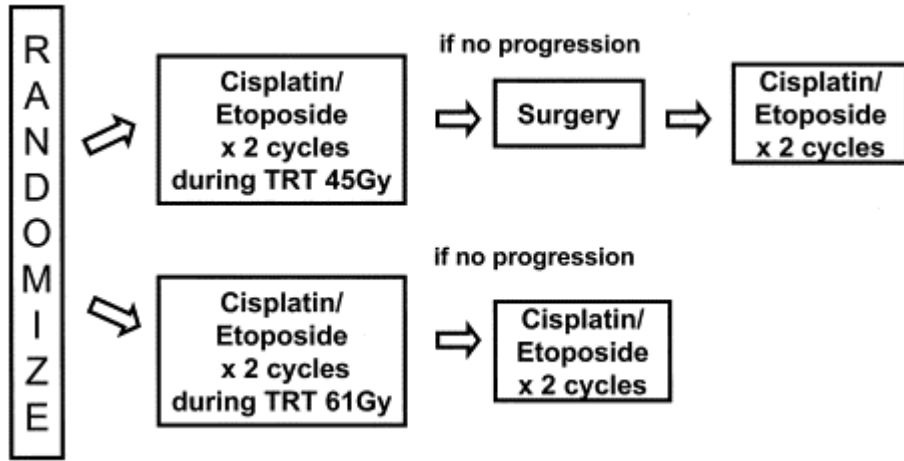 RANDOMIZE
Cisplatin/
Etoposide
x 2 cycles
during TRT 45Gy
if no progression
Surgery
Cisplatin/
Etoposide
x 2 cycles
Cisplatin/
Etoposide
x 2 cycles
during TRT 61Gy
if no progression
Cisplatin/
Etoposide
x 2 cycles